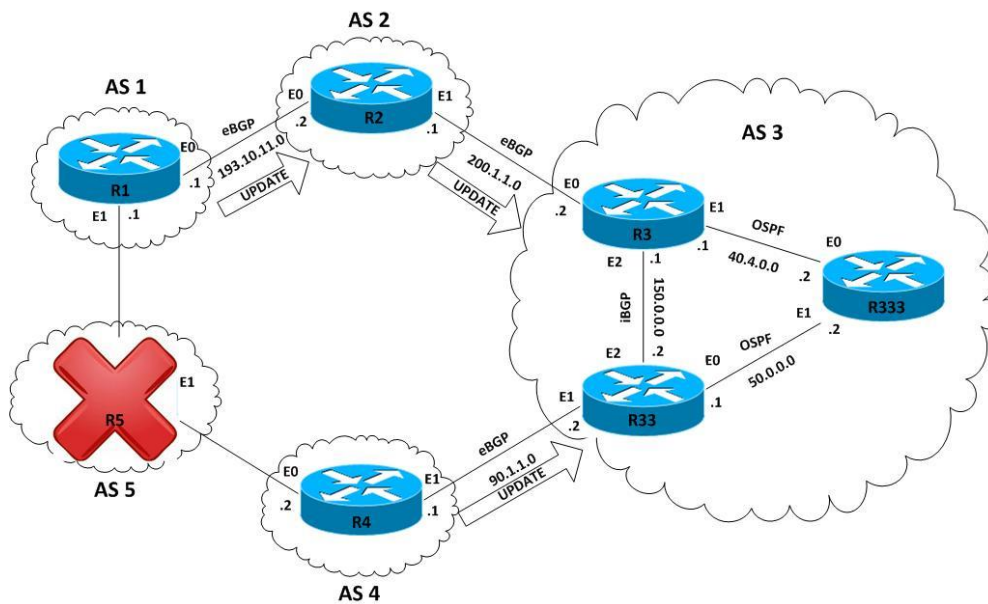 AS 2
AS 1
E0
.2
R2
E1
.1
eBGP
193.10.11.0
UPDATE
E0
.1
R1
E1
.1
eBGP
200.1.1.0
UPDATE
AS 3
E0
.2
R3
E1
.1
E2
.1
OSPF
40.4.0.0
E0
.2
R333
E1
.2
iBGP
150.0.0.0
OSPF
50.0.0.0
E2
.2
E0
.1
E1
.2
R33
R5
E1
AS 5
E0
.2
R4
E1
.1
eBGP
90.1.1.0
UPDATE
AS 4